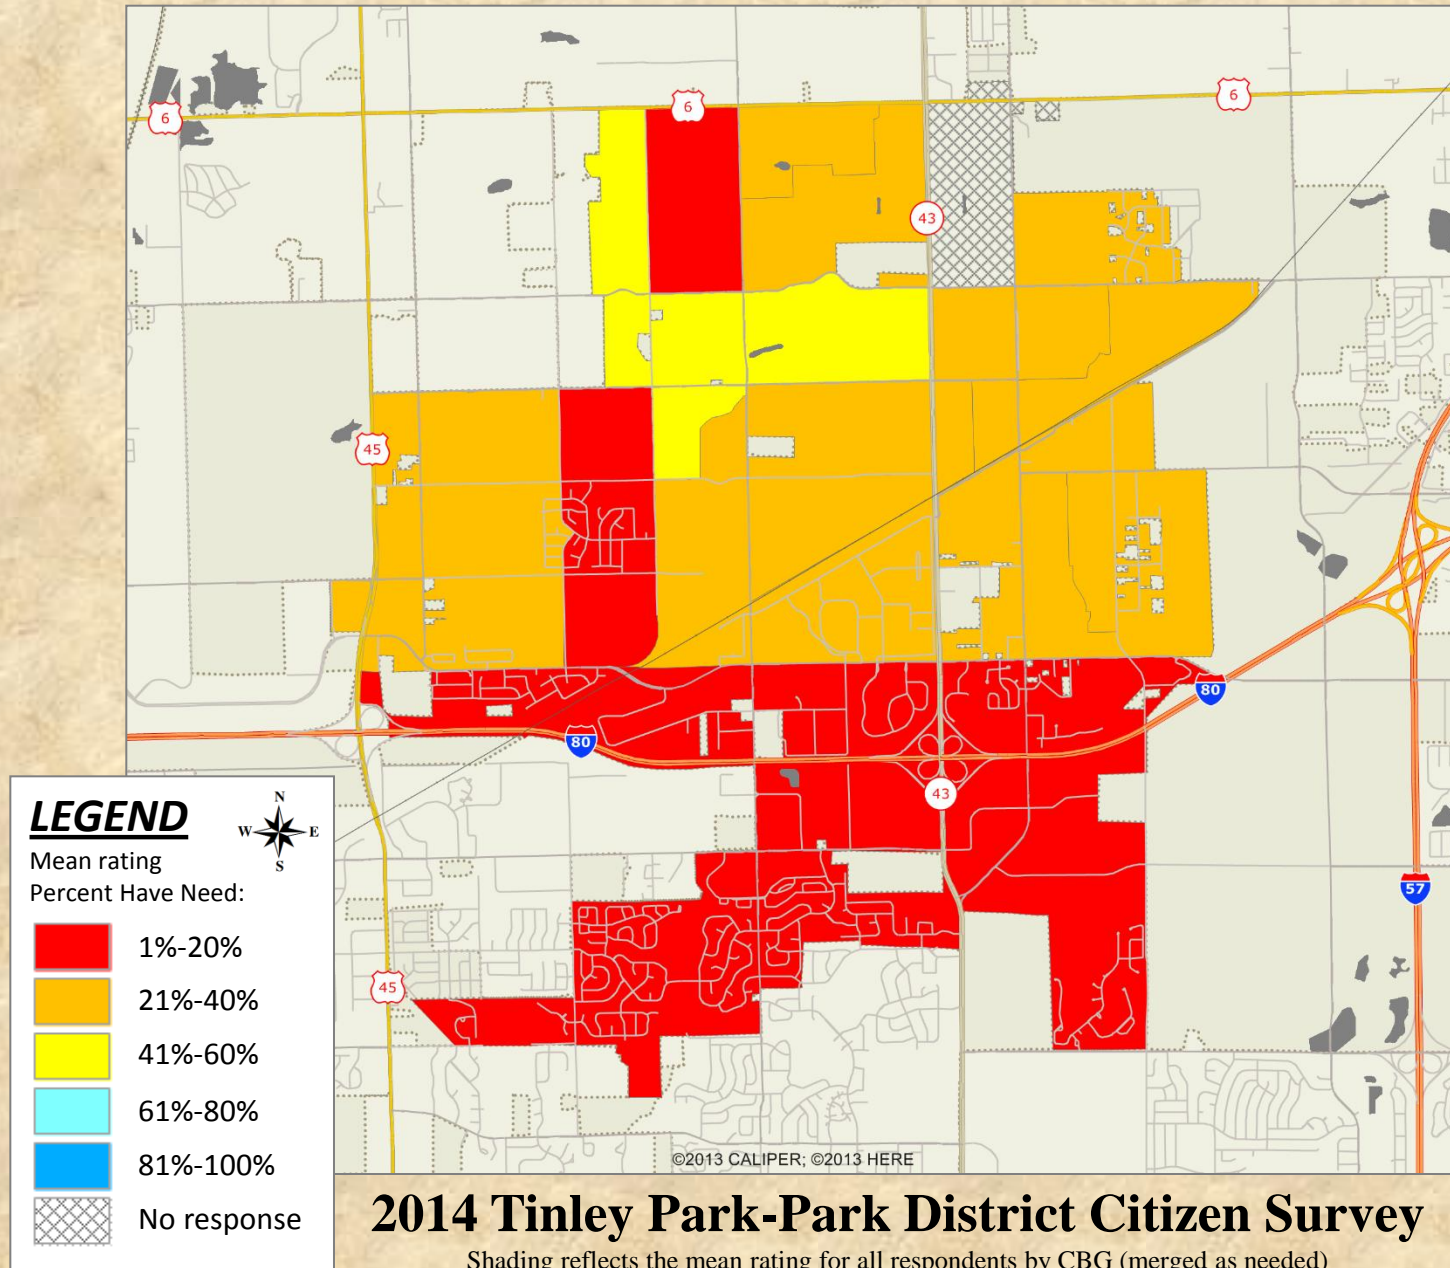 6
6
6
43
45
80
80
43
57
45
LEGEND
N
W E
S
Mean rating
Percent Have Need:
1%-20%
21%-40%
41%-60%
61%-80%
81%-100%
No response
©2013 CALIPER; ©2013 HERE
2014 Tinley Park-Park District Citizen Survey
Shading reflects the mean rating for all respondents by CBG (merged as needed)